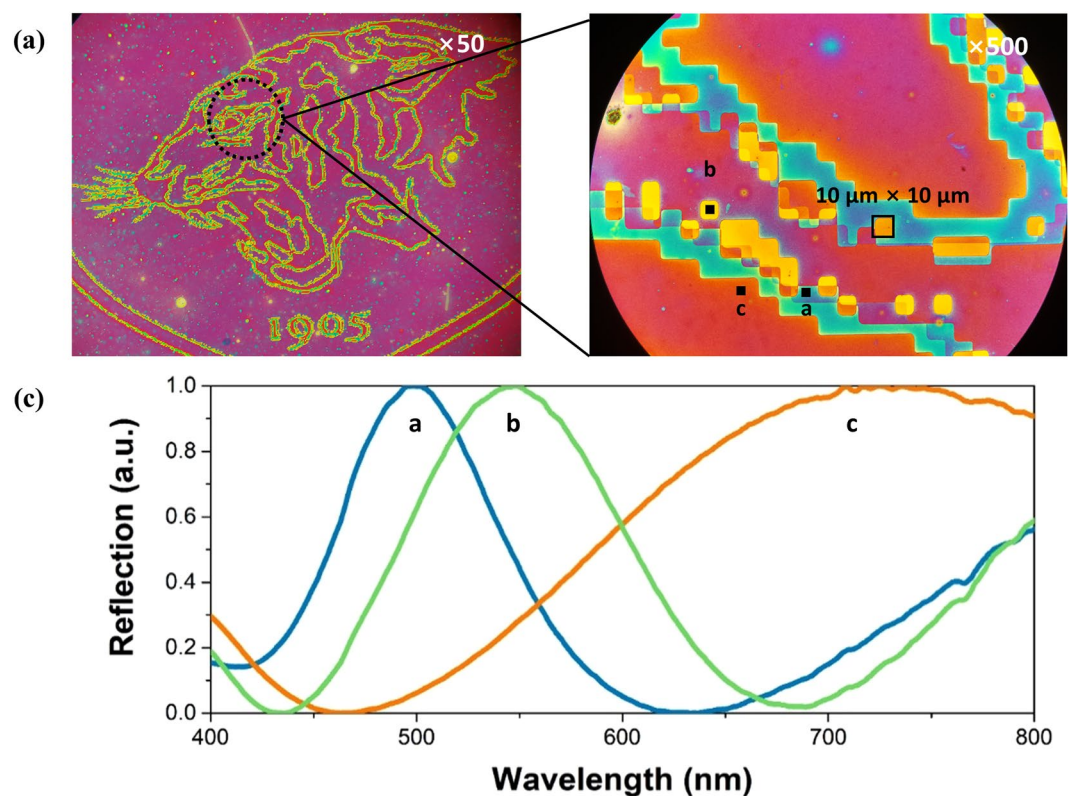 (a)
×50
×500
b
10 µm × 10 µm
c
a
1905
(c)
Reflection (a.u.)
1.0
0.8
0.6
0.4
0.2
0.0
a
b
c
400
500
600
700
800
Wavelength (nm)